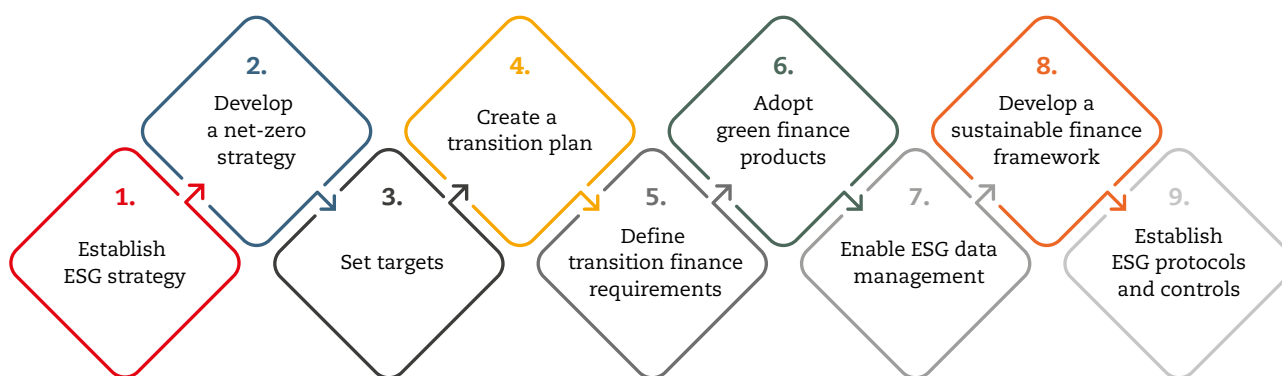 1.
Establish
ESG strategy
2.
Develop
a net-zero
strategy
3.
Set targets
4.
Create a
transition plan
5.
Define
transition finance
requirements
6.
Adopt
green finance
products
7.
Enable ESG data
management
8.
Develop a
sustainable finance
framework
9.
Establish
ESG protocols
and controls